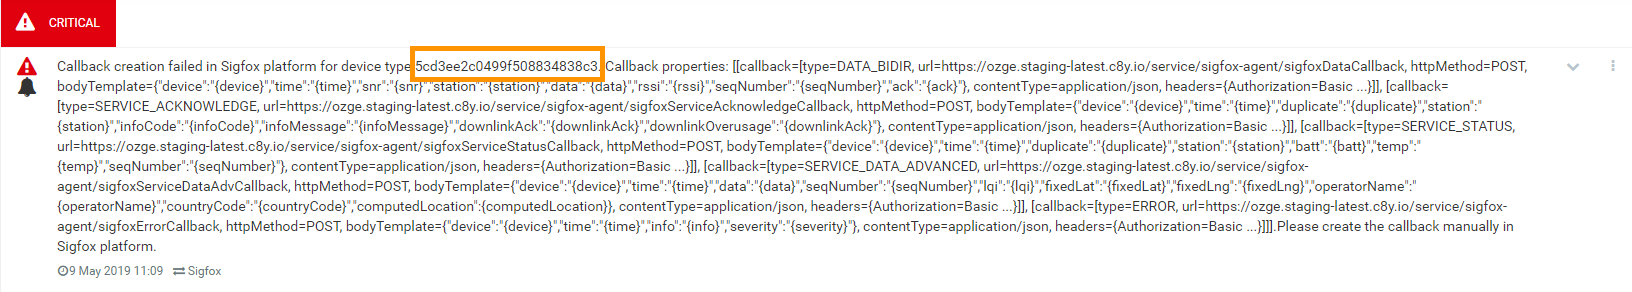 CRITICAL
Callback creation failed in Sigfox platform for device type 5cd3ee2c0499f508834838c3. Callback properties: [[callback=[type=DATA_BIDIR, url=https://ozge.staging-latest.c8y.io/service/sigfox-agent/sigfoxDataCallback, httpMethod=POST,
bodyTemplate={"device":"{device}","time":"{time}","snr":"{snr}","station":"{station}","data":"{data}","rssi":"{rssi}","seqNumber":"{seqNumber}","ack":"{ack}"}, contentType=application/json, headers={Authorization=Basic ...}]], [callback=
[type=SERVICE_ACKNOWLEDGE, url=https://ozge.staging-latest.c8y.io/service/sigfox-agent/sigfoxServiceAcknowledgeCallback, httpMethod=POST, bodyTemplate={"device":"{device}","time":"{time}","duplicate":"{duplicate}","station":"
{station}","infoCode":"{infoCode}","infoMessage":"{infoMessage}","downlinkAck":"{downlinkAck}","downlinkOverusage":"{downlinkAck}"}, contentType=application/json, headers={Authorization=Basic ...}]], [callback=[type=SERVICE_STATUS,
url=https://ozge.staging-latest.c8y.io/service/sigfox-agent/sigfoxServiceStatusCallback, httpMethod=POST, bodyTemplate={"device":"{device}","time":"{time}","duplicate":"{duplicate}","station":"{station}","batt":"{batt}","temp":"
{temp}","seqNumber":"{seqNumber}"}, contentType=application/json, headers={Authorization=Basic ...}]], [callback=[type=SERVICE_DATA_ADVANCED, url=https://ozge.staging-latest.c8y.io/service/sigfox-
agent/sigfoxServiceDataAdvCallback, httpMethod=POST, bodyTemplate={"device":"{device}","time":"{time}","data":"{data}","seqNumber":"{seqNumber}","lqi":"{lqi}","fixedLat":"{fixedLat}","fixedLng":"{fixedLng}","operatorName":"
{operatorName}","countryCode":"{countryCode}","computedLocation":{computedLocation}}, contentType=application/json, headers={Authorization=Basic ...}]], [callback=[type=ERROR, url=https://ozge.staging-latest.c8y.io/service/sigfox-
agent/sigfoxErrorCallback, httpMethod=POST, bodyTemplate={"device":"{device}","time":"{time}","info":"{info}","severity":"{severity}"}, contentType=application/json, headers={Authorization=Basic ...}]]].Please create the callback manually in
Sigfox platform.
9 May 2019 11:09 Sigfox